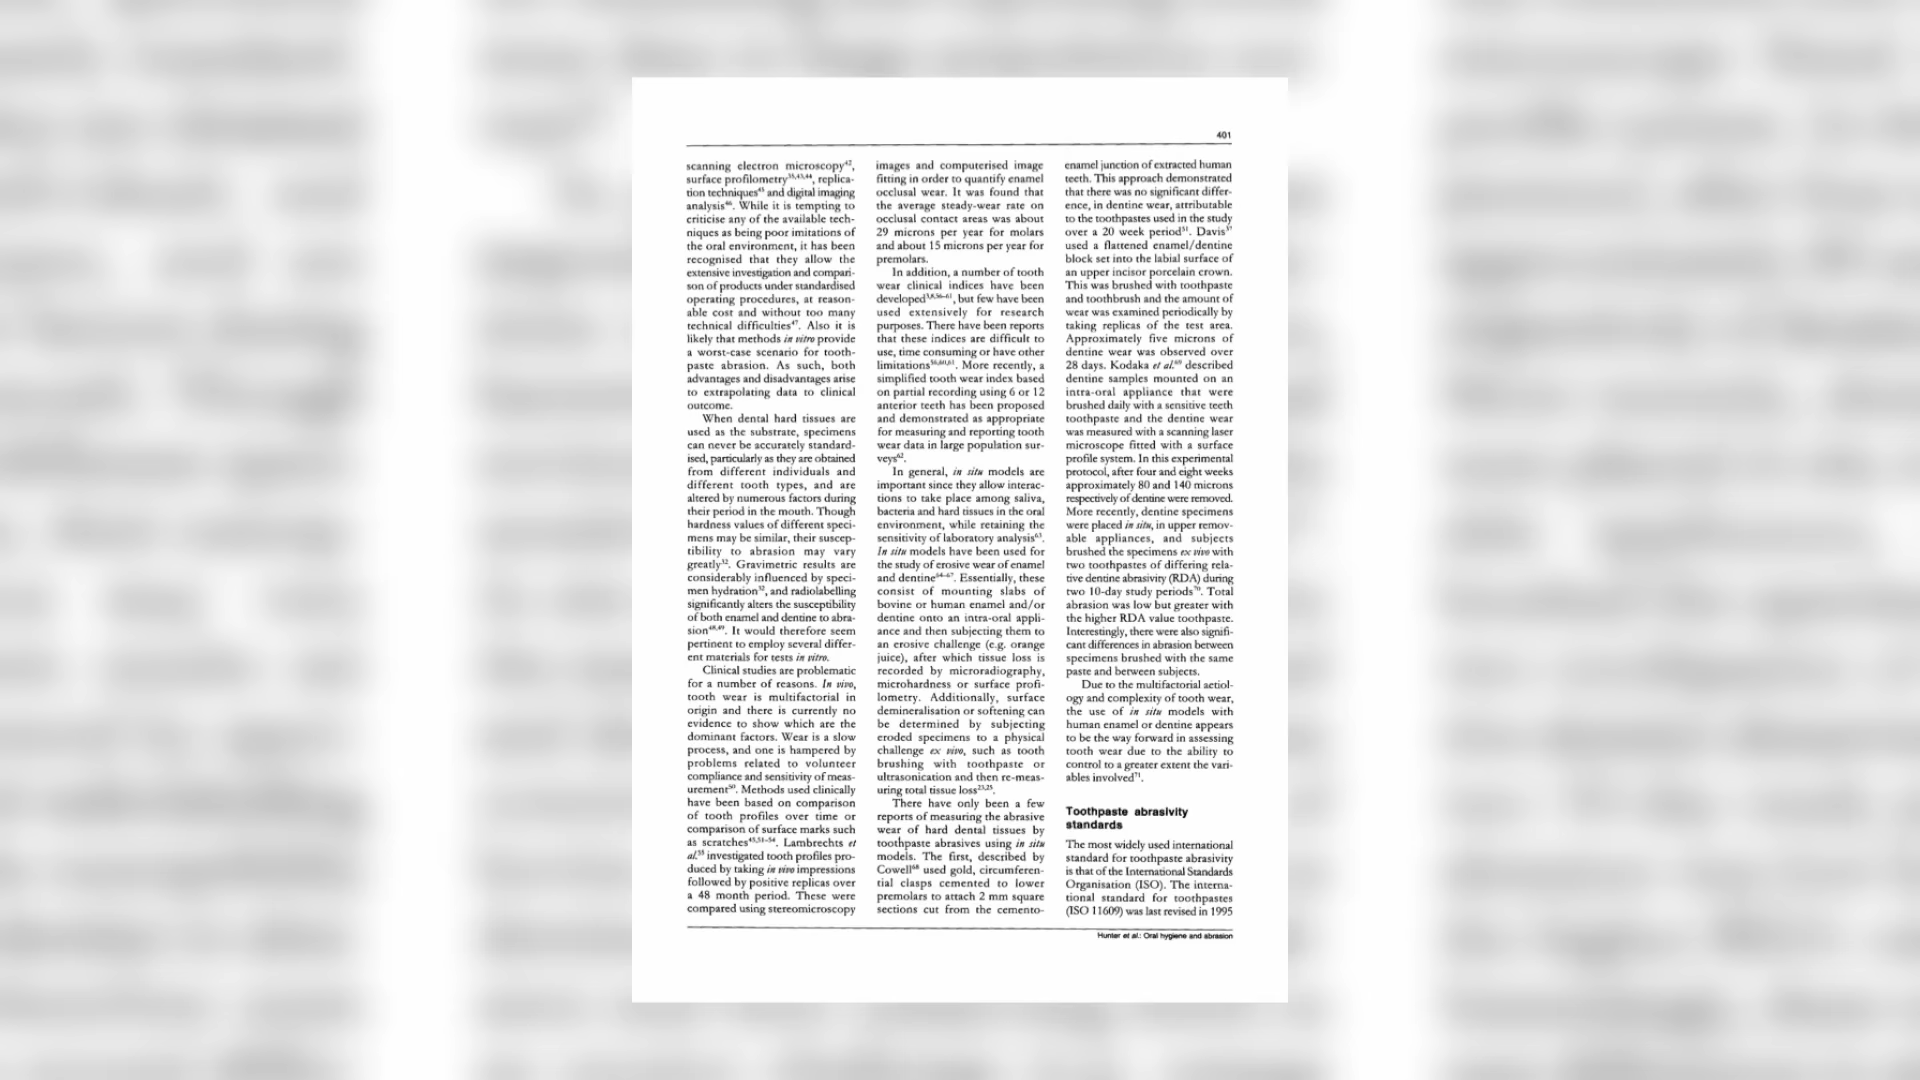 401
scanning electron microscopy42,
surface profilometry35,43,44, replica-
tion techniques45 and digital imaging
analysis46. While it is tempting to
criticise any of the available tech-
niques as being poor imitations of
the oral environment, it has been
recognised that they allow the
extensive investigation and compari-
son of products under standardised
operating procedures, at reason-
able cost and without too many
technical difficulties47. Also it is
likely that methods in vitro provide
a worst-case scenario for tooth-
paste abrasion. As such, both
advantages and disadvantages arise
to extrapolating data to clinical
outcome.
When dental hard tissues are
used as the substrate, specimens
can never be accurately standard-
ised, particularly as they are obtained
from different individuals and
different tooth types, and are
altered by numerous factors during
their period in the mouth. Though
hardness values of different speci-
mens may be similar, their suscep-
tibility to abrasion may vary
greatly32. Gravimetric results are
considerably influenced by speci-
men hydration32, and radiolabelling
significantly alters the susceptibility
of both enamel and dentine to abra-
sion48,49. It would therefore seem
pertinent to employ several differ-
ent materials for tests in vitro.
Clinical studies are problematic
for a number of reasons. In vivo,
tooth wear is multifactorial in
origin and there is currently no
evidence to show which are the
dominant factors. Wear is a slow
process, and one is hampered by
problems related to volunteer
compliance and sensitivity of meas-
urement50. Methods used clinically
have been based on comparison
of tooth profiles over time or
comparison of surface marks such
as scratches45,51-54. Lambrechts et
al.55 investigated tooth profiles pro-
duced by taking in vivo impressions
followed by positive replicas over
a 48 month period. These were
compared using stereomicroscopy
images and computerised image
fitting in order to quantify enamel
occlusal wear. It was found that
the average steady-wear rate on
occlusal contact areas was about
29 microns per year for molars
and about 15 microns per year for
premolars.
In addition, a number of tooth
wear clinical indices have been
developed3,8,56-61, but few have been
used extensively for research
purposes. There have been reports
that these indices are difficult to
use, time consuming or have other
limitations56,60,61. More recently, a
simplified tooth wear index based
on partial recording using 6 or 12
anterior teeth has been proposed
and demonstrated as appropriate
for measuring and reporting tooth
wear data in large population sur-
veys62.
In general, in situ models are
important since they allow interac-
tions to take place among saliva,
bacteria and hard tissues in the oral
environment, while retaining the
sensitivity of laboratory analysis63.
In situ models have been used for
the study of erosive wear of enamel
and dentine64-67. Essentially, these
consist of mounting slabs of
bovine or human enamel and/or
dentine onto an intra-oral appli-
ance and then subjecting them to
an erosive challenge (e.g. orange
juice), after which tissue loss is
recorded by microradiography,
microhardness or surface profi-
lometry. Additionally, surface
demineralisation or softening can
be determined by subjecting
eroded specimens to a physical
challenge ex vivo, such as tooth
brushing with toothpaste or
ultrasonication and then re-meas-
uring total tissue loss23,25.
There have only been a few
reports of measuring the abrasive
wear of hard dental tissues by
toothpaste abrasives using in situ
models. The first, described by
Cowell68 used gold, circumferen-
tial clasps cemented to lower
premolars to attach 2 mm square
sections cut from the cemento-
enamel junction of extracted human
teeth. This approach demonstrated
that there was no significant differ-
ence, in dentine wear, attributable
to the toothpastes used in the study
over a 20 week period51. Davis37
used a flattened enamel/dentine
block set into the labial surface of
an upper incisor porcelain crown.
This was brushed with toothpaste
and toothbrush and the amount of
wear was examined periodically by
taking replicas of the test area.
Approximately five microns of
dentine wear was observed over
28 days. Kodaka et al.69 described
dentine samples mounted on an
intra-oral appliance that were
brushed daily with a sensitive teeth
toothpaste and the dentine wear
was measured with a scanning laser
microscope fitted with a surface
profile system. In this experimental
protocol, after four and eight weeks
approximately 80 and 140 microns
respectively of dentine were removed.
More recently, dentine specimens
were placed in situ, in upper remov-
able appliances, and subjects
brushed the specimens ex vivo with
two toothpastes of differing rela-
tive dentine abrasivity (RDA) during
two 10-day study periods70. Total
abrasion was low but greater with
the higher RDA value toothpaste.
Interestingly, there were also signifi-
cant differences in abrasion between
specimens brushed with the same
paste and between subjects.
Due to the multifactorial aetiol-
ogy and complexity of tooth wear,
the use of in situ models with
human enamel or dentine appears
to be the way forward in assessing
tooth wear due to the ability to
control to a greater extent the vari-
ables involved71.
Toothpaste abrasivity
standards
The most widely used international
standard for toothpaste abrasivity
is that of the International Standards
Organisation (ISO). The interna-
tional standard for toothpastes
(ISO 11609) was last revised in 1995
Hunter et al.: Oral hygiene and abrasion